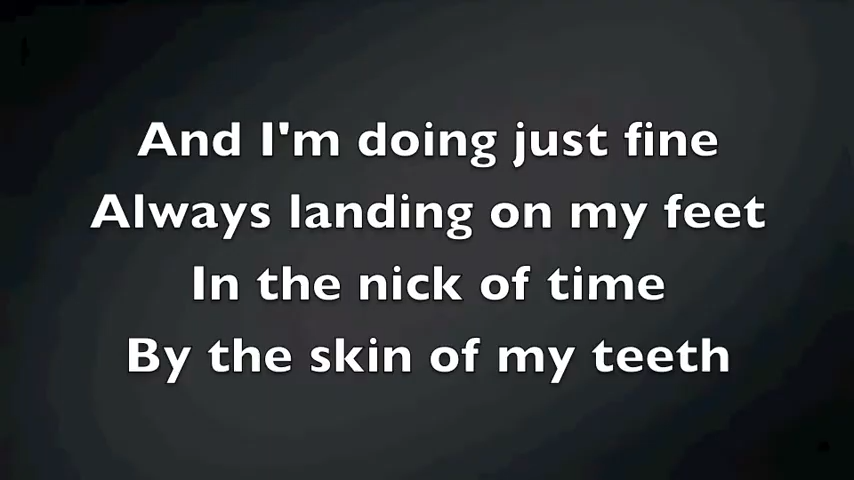 And I'm doing just fine
Always landing on my feet
In the nick of time
By the skin of my teeth